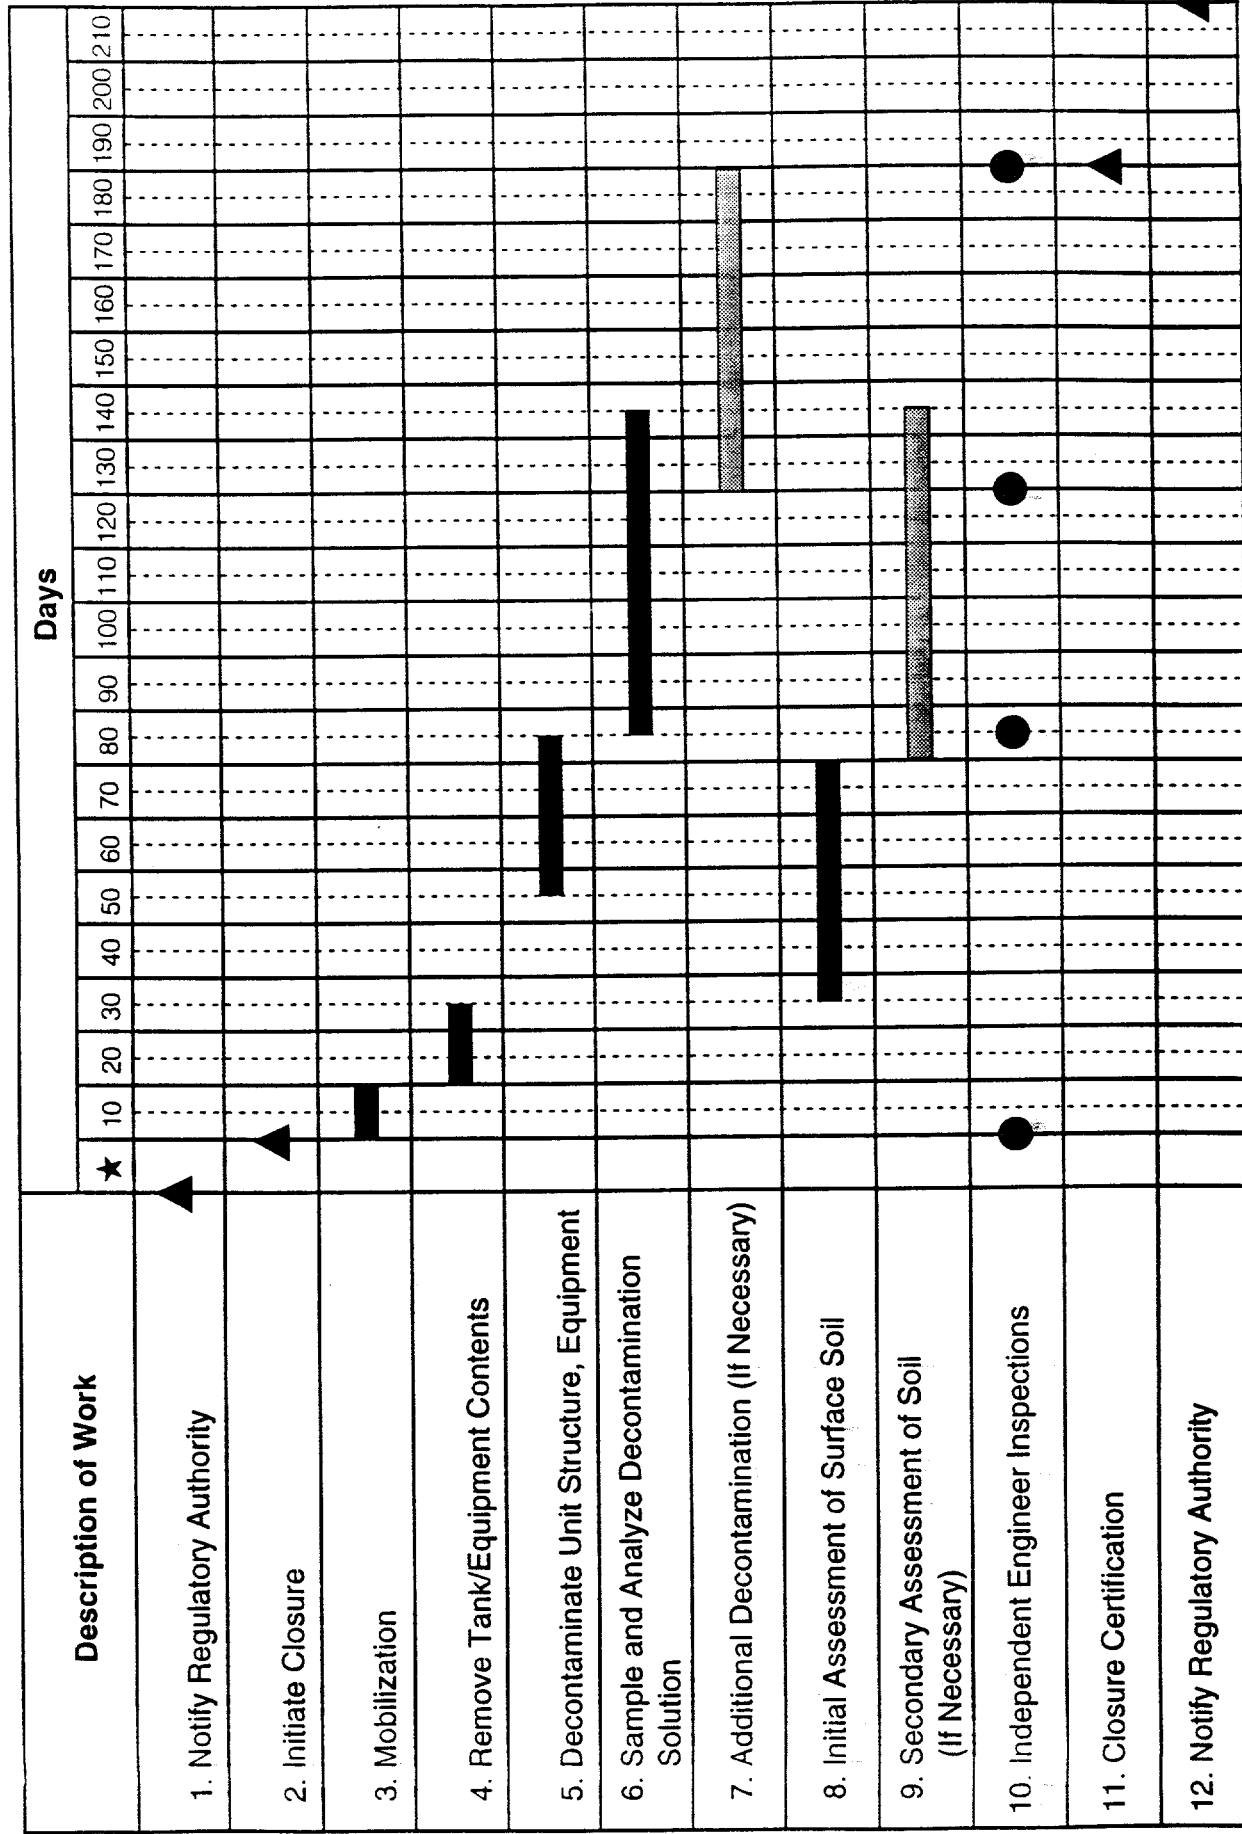 Description of Work
Days
★ 10 20 30 40 50 60 70 80 90 100 110 120 130 140 150 160 170 180 190 200 210
1. Notify Regulatory Authority
2. Initiate Closure
3. Mobilization
4. Remove Tank/Equipment Contents
5. Decontaminate Unit Structure, Equipment
6. Sample and Analyze Decontamination
Solution
7. Additional Decontamination (If Necessary)
8. Initial Assessment of Surface Soil
9. Secondary Assessment of Soil
(If Necessary)
10. Independent Engineer Inspections
11. Closure Certification
12. Notify Regulatory Authority